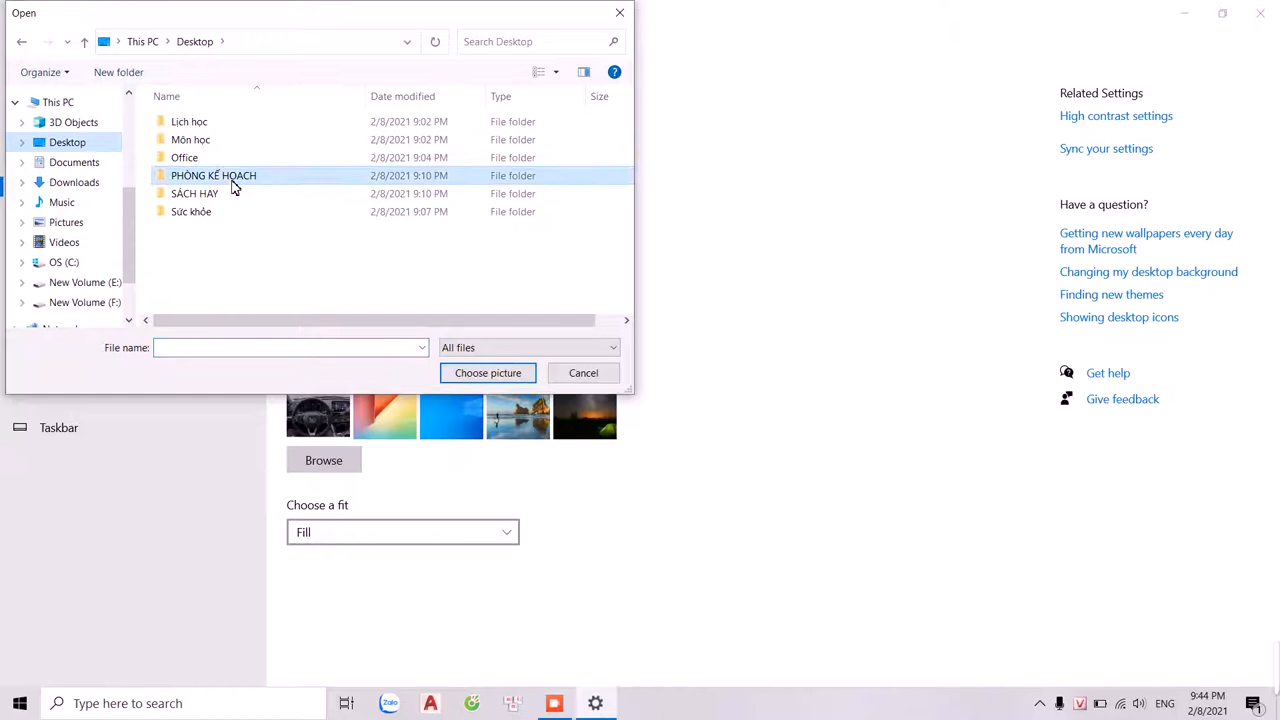 Open
This PC
Desktop
Search Desktop
Organize
New folder
Name
Date modified
Type
Size
This PC
3D Objects
Desktop
Documents
Downloads
Music
Pictures
Videos
OS (C:)
New Volume (E:)
New Volume (F:)
Lịch học 2/8/2021 9:02 PM File folder
Môn học 2/8/2021 9:02 PM File folder
Office 2/8/2021 9:04 PM File folder
PHÒNG KẾ HOẠCH 2/8/2021 9:10 PM File folder
SÁCH HAY 2/8/2021 9:10 PM File folder
Sức khỏe 2/8/2021 9:07 PM File folder
File name:
All files
Choose picture
Cancel
Taskbar
Browse
Choose a fit
Fill
Related Settings
High contrast settings
Sync your settings
Have a question?
Getting new wallpapers every day
from Microsoft
Changing my desktop background
Finding new themes
Showing desktop icons
Get help
Give feedback
Type here to search
Zalo
A
V
ENG
9:44 PM
2/8/2021
1